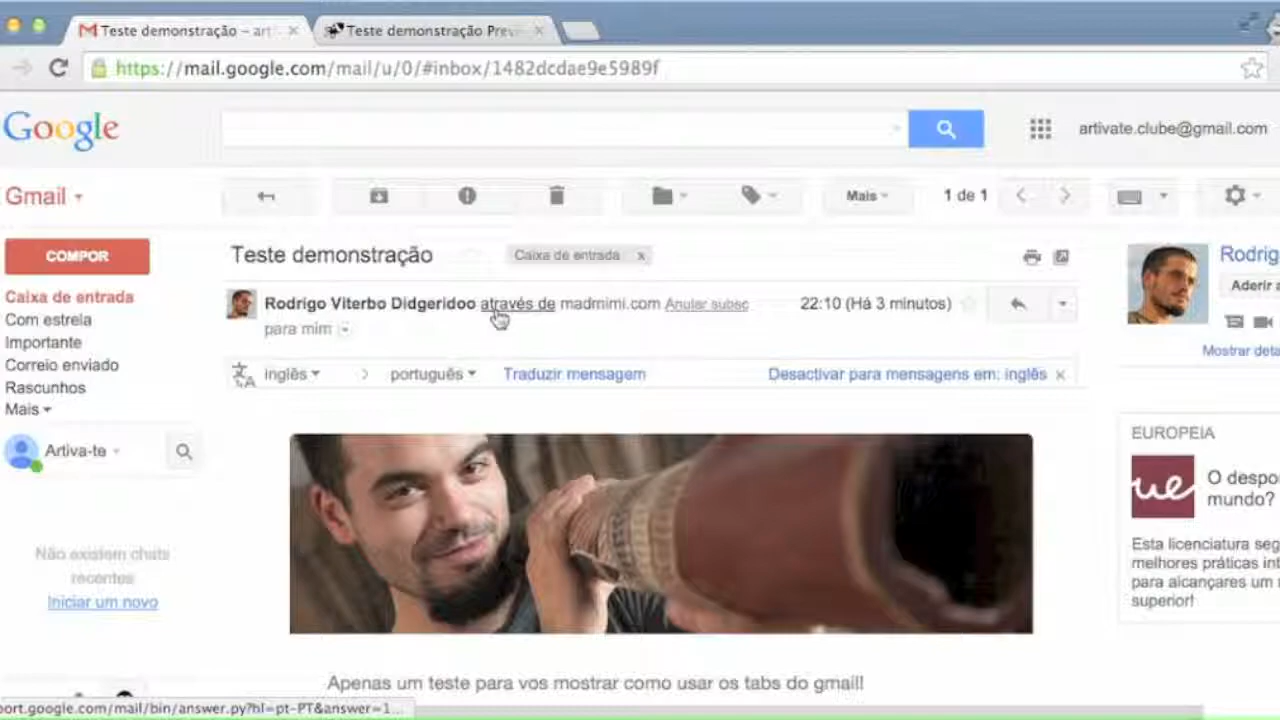 Teste demonstração – art
Teste demonstração Prev
https://mail.google.com/mail/u/0/#inbox/1482dcdae9e5989f
Google
artivate.clube@gmail.com
Gmail
Mais
1 de 1
COMPOR
Teste demonstração
Caixa de entrada x
Rodrig
Aderir a
Mostrar deta
Caixa de entrada
Com estrela
Importante
Correio enviado
Rascunhos
Mais
Rodrigo Viterbo Didgeridoo através de madmimi.com Anular subsc
22:10 (Há 3 minutos)
para mim
inglês > português Traduzir mensagem
Desactivar para mensagens em: inglês x
Artiva-te
Não existem chats
recentes
Iniciar um novo
EUROPEIA
ue
O despo
mundo?
Esta licenciatura seg
melhores práticas int
para alcançares um
superior!
Apenas um teste para vos mostrar como usar os tabs do gmail!
port.google.com/mail/bin/answer.py?hl=pt-PT&answer=1...